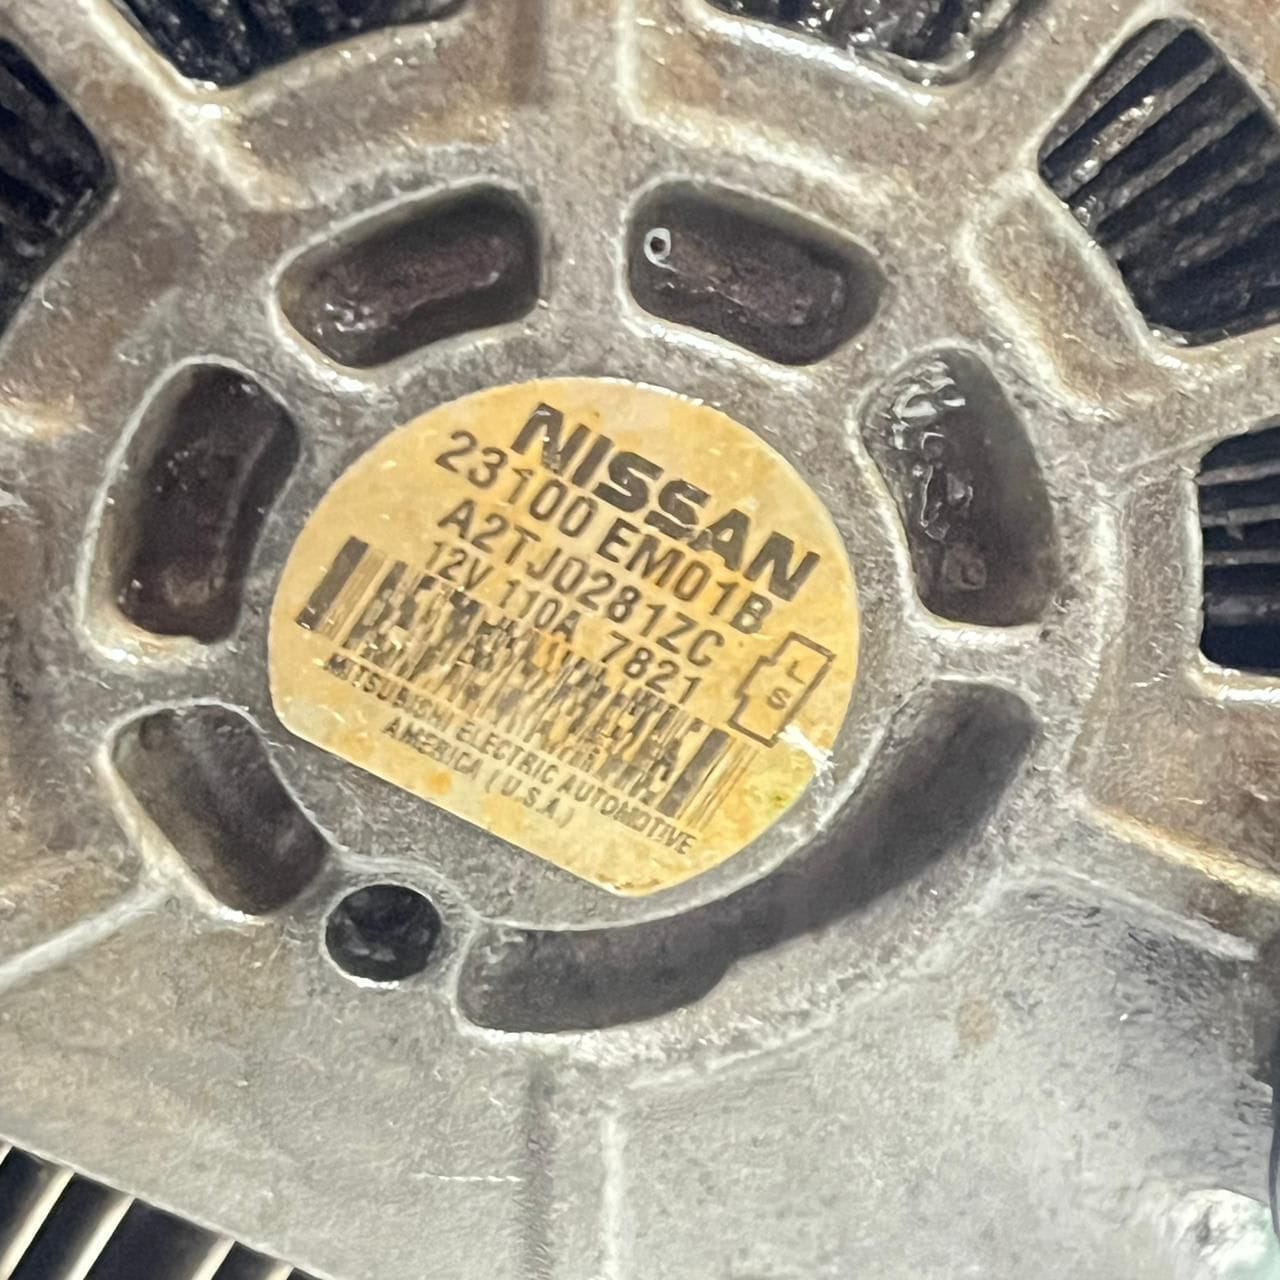 NISSAN
23100 EM01B
A2TJ0281ZC
12V 110A 7821
L
S
MITSUBISHI ELECTRIC AUTOMOTIVE
AMERICA (U.S.A.)